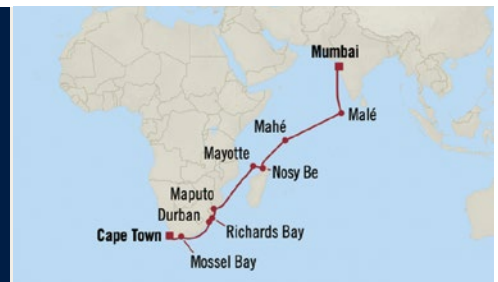 Mumbai
Malé
Mahé
Mayotte
Nosy Be
Maputo
Durban
Richards Bay
Cape Town
Mossel Bay